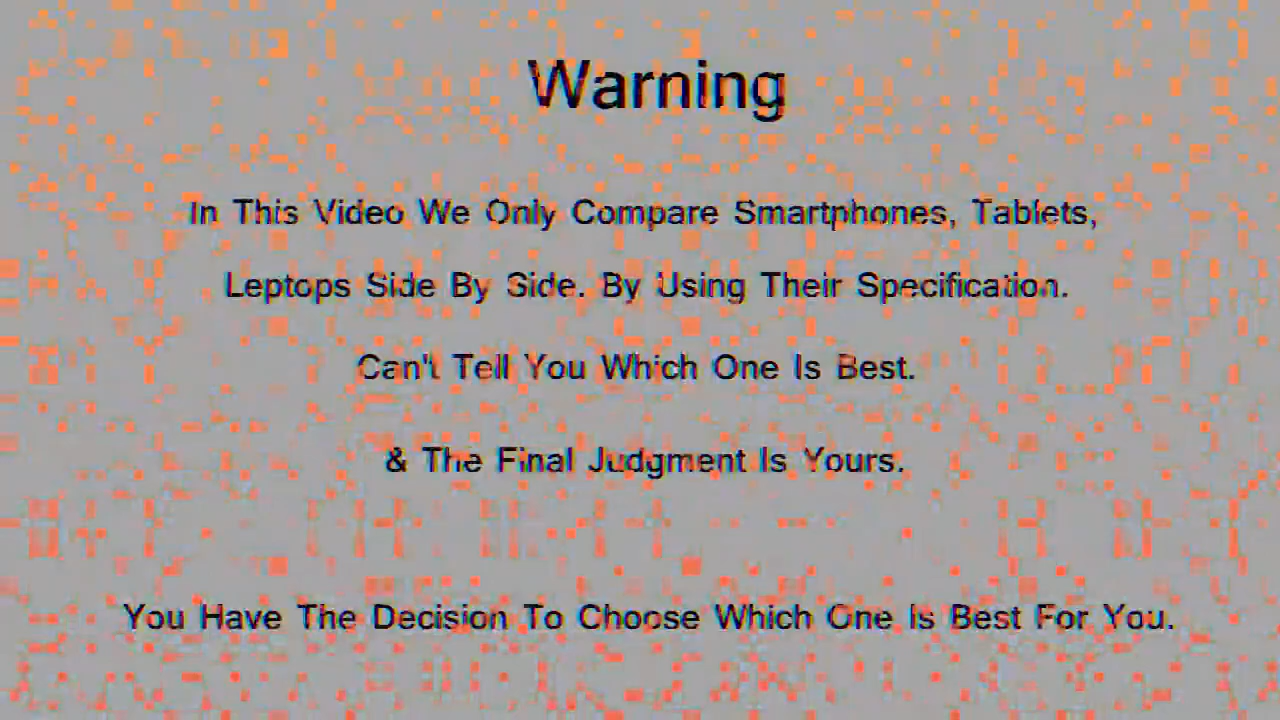 Warning
In This Video We Only Compare Smartphones, Tablets,
Leptops Side By Side. By Using Their Specification.
Can't Tell You Which One Is Best.
& The Final Judgment Is Yours.
You Have The Decision To Choose Which One Is Best For You.